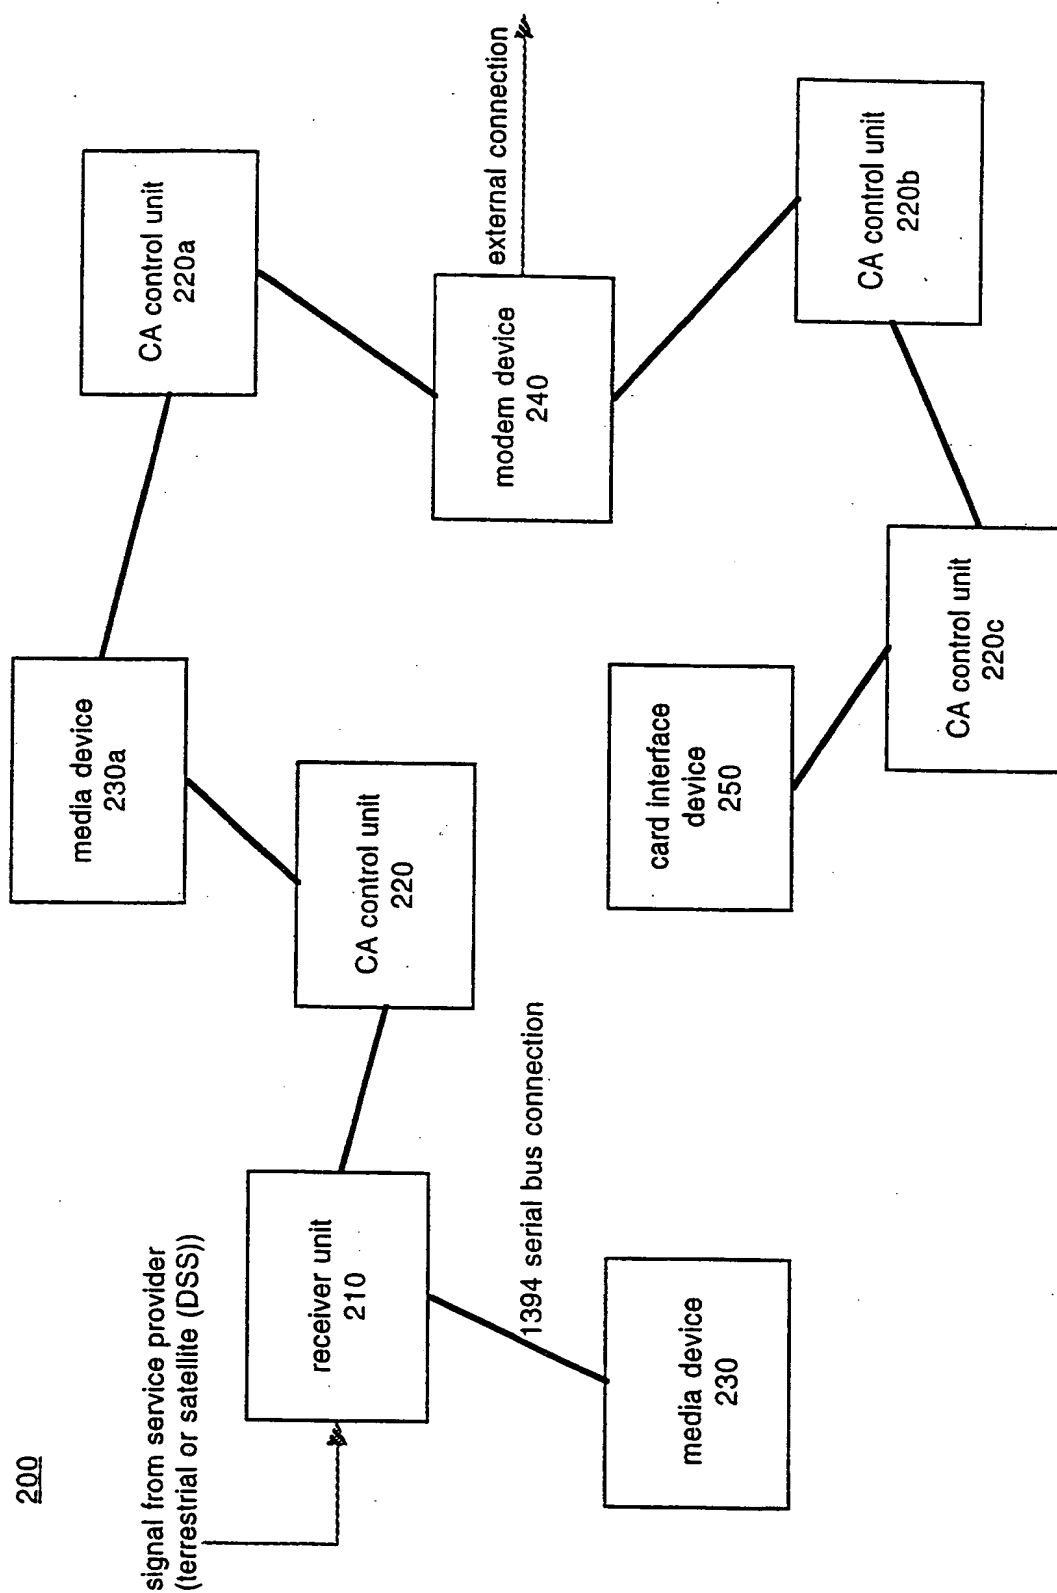 200
signal from service provider
(terrestrial or satellite (DSS))
receiver unit
210
1394 serial bus connection
media device
230
CA control unit
220
media device
230a
CA control unit
220a
modem device
240
external connection
CA control unit
220b
CA control unit
220c
card interface
device
250